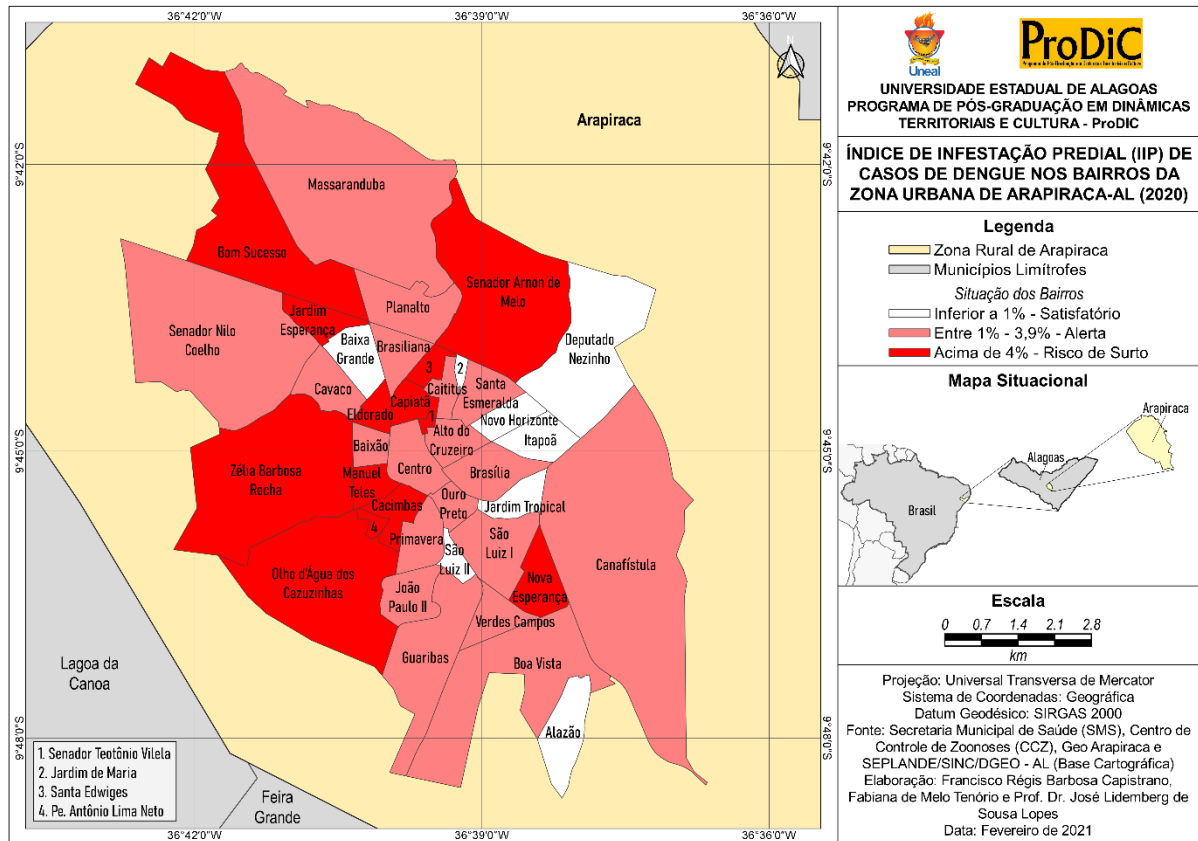 36°42'0"O
36°39'0"O
36°36'0"O
9°42'0"S
9°45'0"S
9°48'0"S
9°42'0"S
9°45'0"S
9°48'0"S
36°42'0"O
36°39'0"O
36°36'0"O
N
Arapiraca
Massaranduba
Bom Sucesso
Senador Arnon de
Melo
Planalto
Jardim
Esperança
Senador Nilo
Coelho
Baixa
Grande
Brasiliana
Deputado
Nezinho
3
2
Cavaco
Capiatã
Caititus
Santa
Esmeralda
Eldorado
1
Novo Horizonte
Itapoã
Alto do
Cruzeiro
Baixão
Centro
Brasília
Zélia Barbosa
Rocha
Manuel
Teles
Cacimbas
Ouro
Preto
Jardim Tropical
4
Primavera
São
Luiz II
São
Luiz I
Canafístula
Olho d'Água dos
Cazuzinhas
João
Paulo II
Nova
Esperança
Verdes Campos
Guaribas
Boa Vista
Alazão
Lagoa da
Canoa
Feira
Grande
1. Senador Teotônio Vilela
2. Jardim de Maria
3. Santa Edwiges
4. Pe. Antônio Lima Neto
Uneal
ProDiC
UNIVERSIDADE ESTADUAL DE ALAGOAS
PROGRAMA DE PÓS-GRADUAÇÃO EM DINÂMICAS
TERRITORIAIS E CULTURA - ProDIC
ÍNDICE DE INFESTAÇÃO PREDIAL (IIP) DE
CASOS DE DENGUE NOS BAIRROS DA
ZONA URBANA DE ARAPIRACA-AL (2020)
Legenda
Zona Rural de Arapiraca
Municípios Limítrofes
Situação dos Bairros
Inferior a 1% - Satisfatório
Entre 1% - 3,9% - Alerta
Acima de 4% - Risco de Surto
Mapa Situacional
Arapiraca
Alagoas
Brasil
Escala
0 0.7 1.4 2.1 2.8
km
Projeção: Universal Transversa de Mercator
Sistema de Coordenadas: Geográfica
Datum Geodésico: SIRGAS 2000
Fonte: Secretaria Municipal de Saúde (SMS), Centro de
Controle de Zoonoses (CCZ), Geo Arapiraca e
SEPLANDE/SINC/DGEO - AL (Base Cartográfica)
Elaboração: Francisco Régis Barbosa Capistrano,
Fabiana de Melo Tenório e Prof. Dr. José Lidemberg de
Sousa Lopes
Data: Fevereiro de 2021